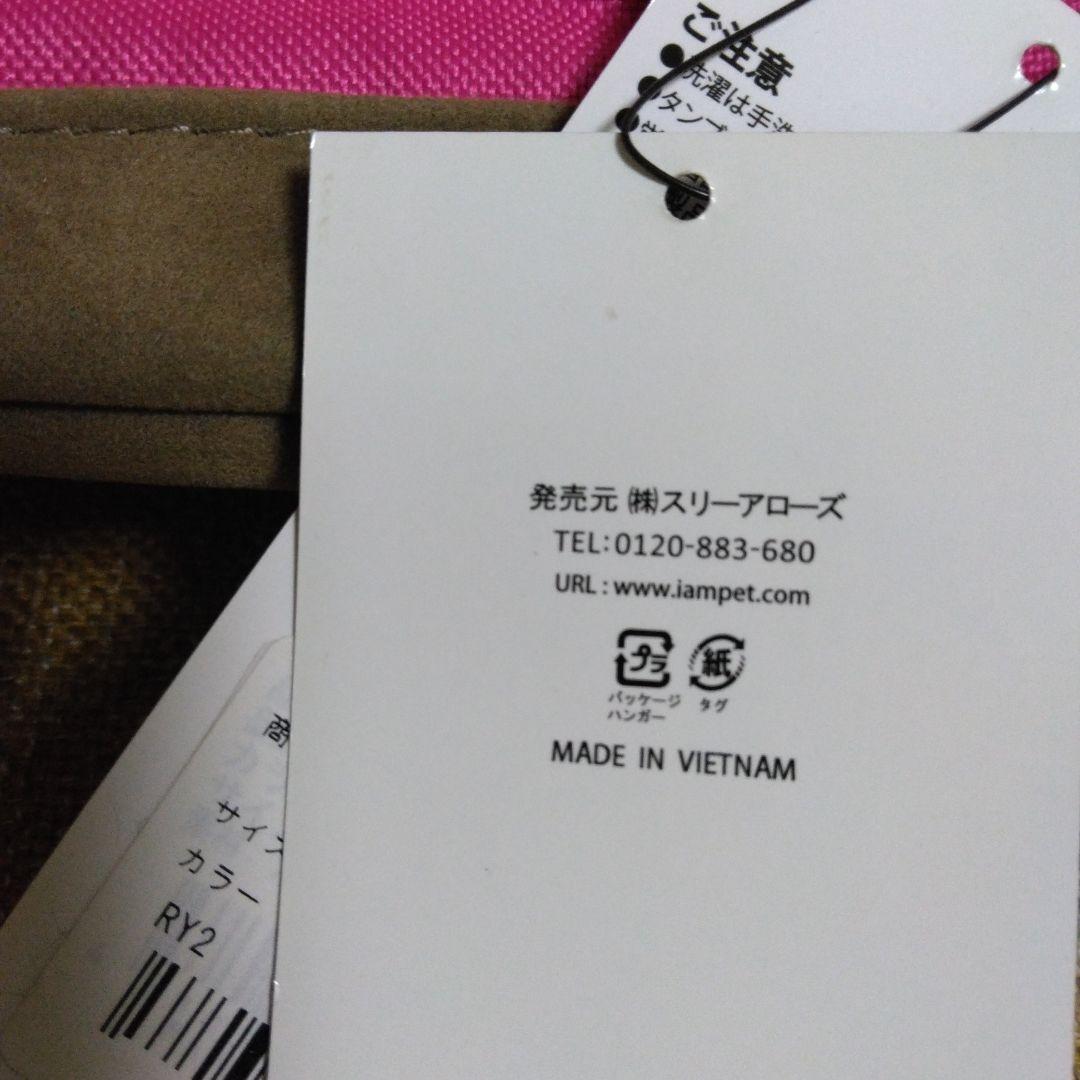 ご注意
●洗濯は手洗
●タンブ
発売元 ㈱スリーアローズ
TEL:0120-883-680
URL : www.iampet.com
プラ 紙
パッケージ タグ
ハンガー
MADE IN VIETNAM
商
サイズ
カラー
RY2